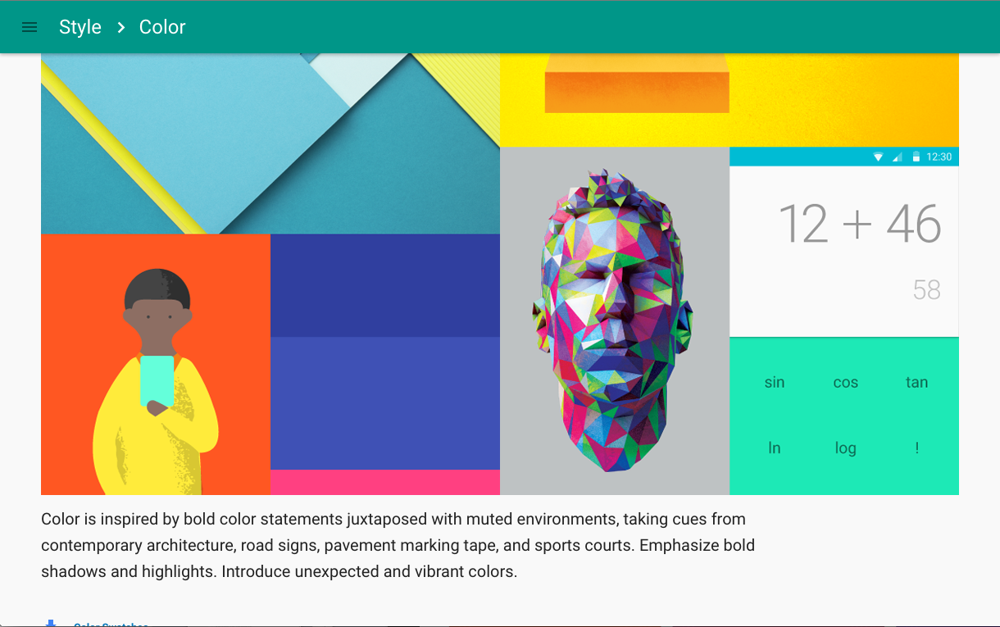 Style > Color
12:30
12 + 46
58
sin cos tan
ln log !
Color is inspired by bold color statements juxtaposed with muted environments, taking cues from
contemporary architecture, road signs, pavement marking tape, and sports courts. Emphasize bold
shadows and highlights. Introduce unexpected and vibrant colors.
Color Swatches